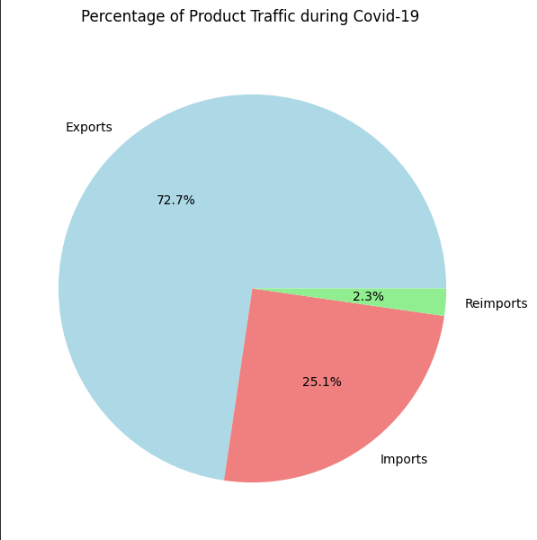 Percentage of Product Traffic during Covid-19
Exports
72.7%
2.3%
Reimports
25.1%
Imports